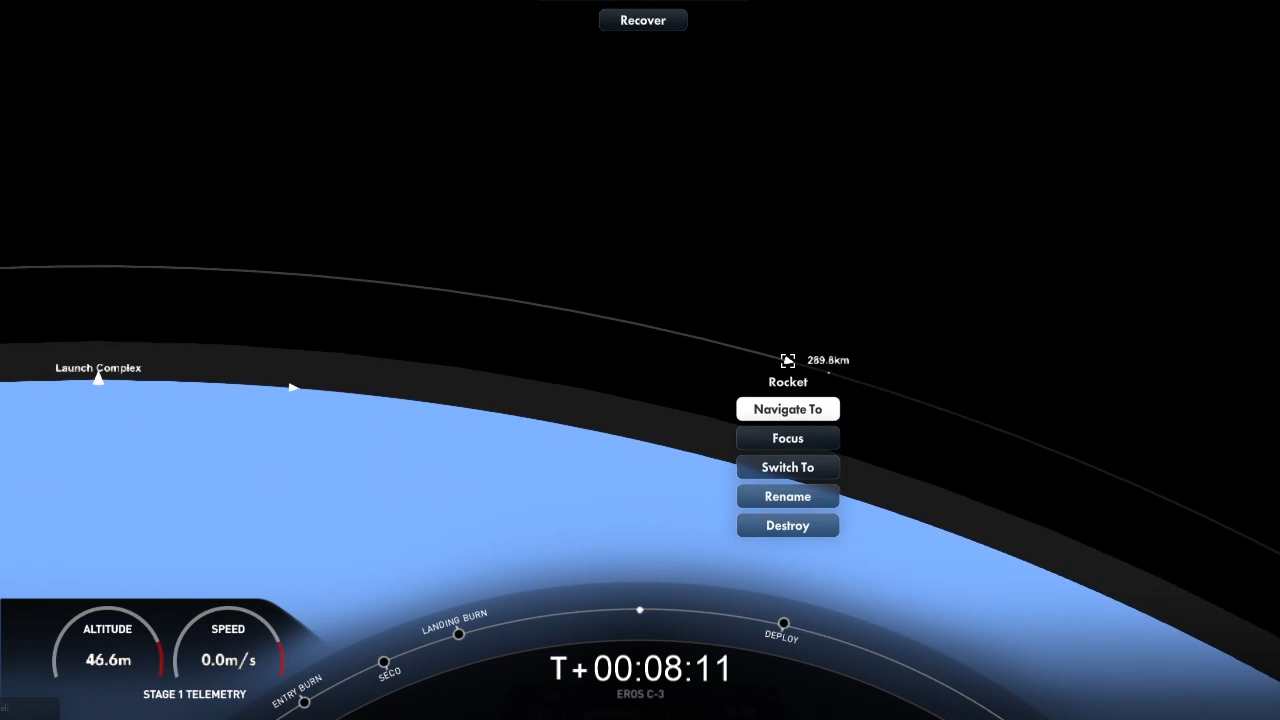 Recover
Launch Complex
289.8km
Rocket
Navigate To
Focus
Switch To
Rename
Destroy
ALTITUDE
46.6m
SPEED
0.0m/s
STAGE 1 TELEMETRY
ENTRY BURN
SECO
LANDING BURN
DEPLOY
T+00:08:11
EROS C-3